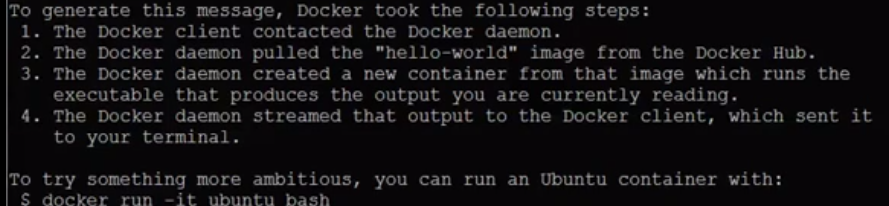 To generate this message, Docker took the following steps:
1. The Docker client contacted the Docker daemon.
2. The Docker daemon pulled the "hello-world" image from the Docker Hub.
3. The Docker daemon created a new container from that image which runs the
executable that produces the output you are currently reading.
4. The Docker daemon streamed that output to the Docker client, which sent it
to your terminal.
To try something more ambitious, you can run an Ubuntu container with:
$ docker run -it ubuntu bash